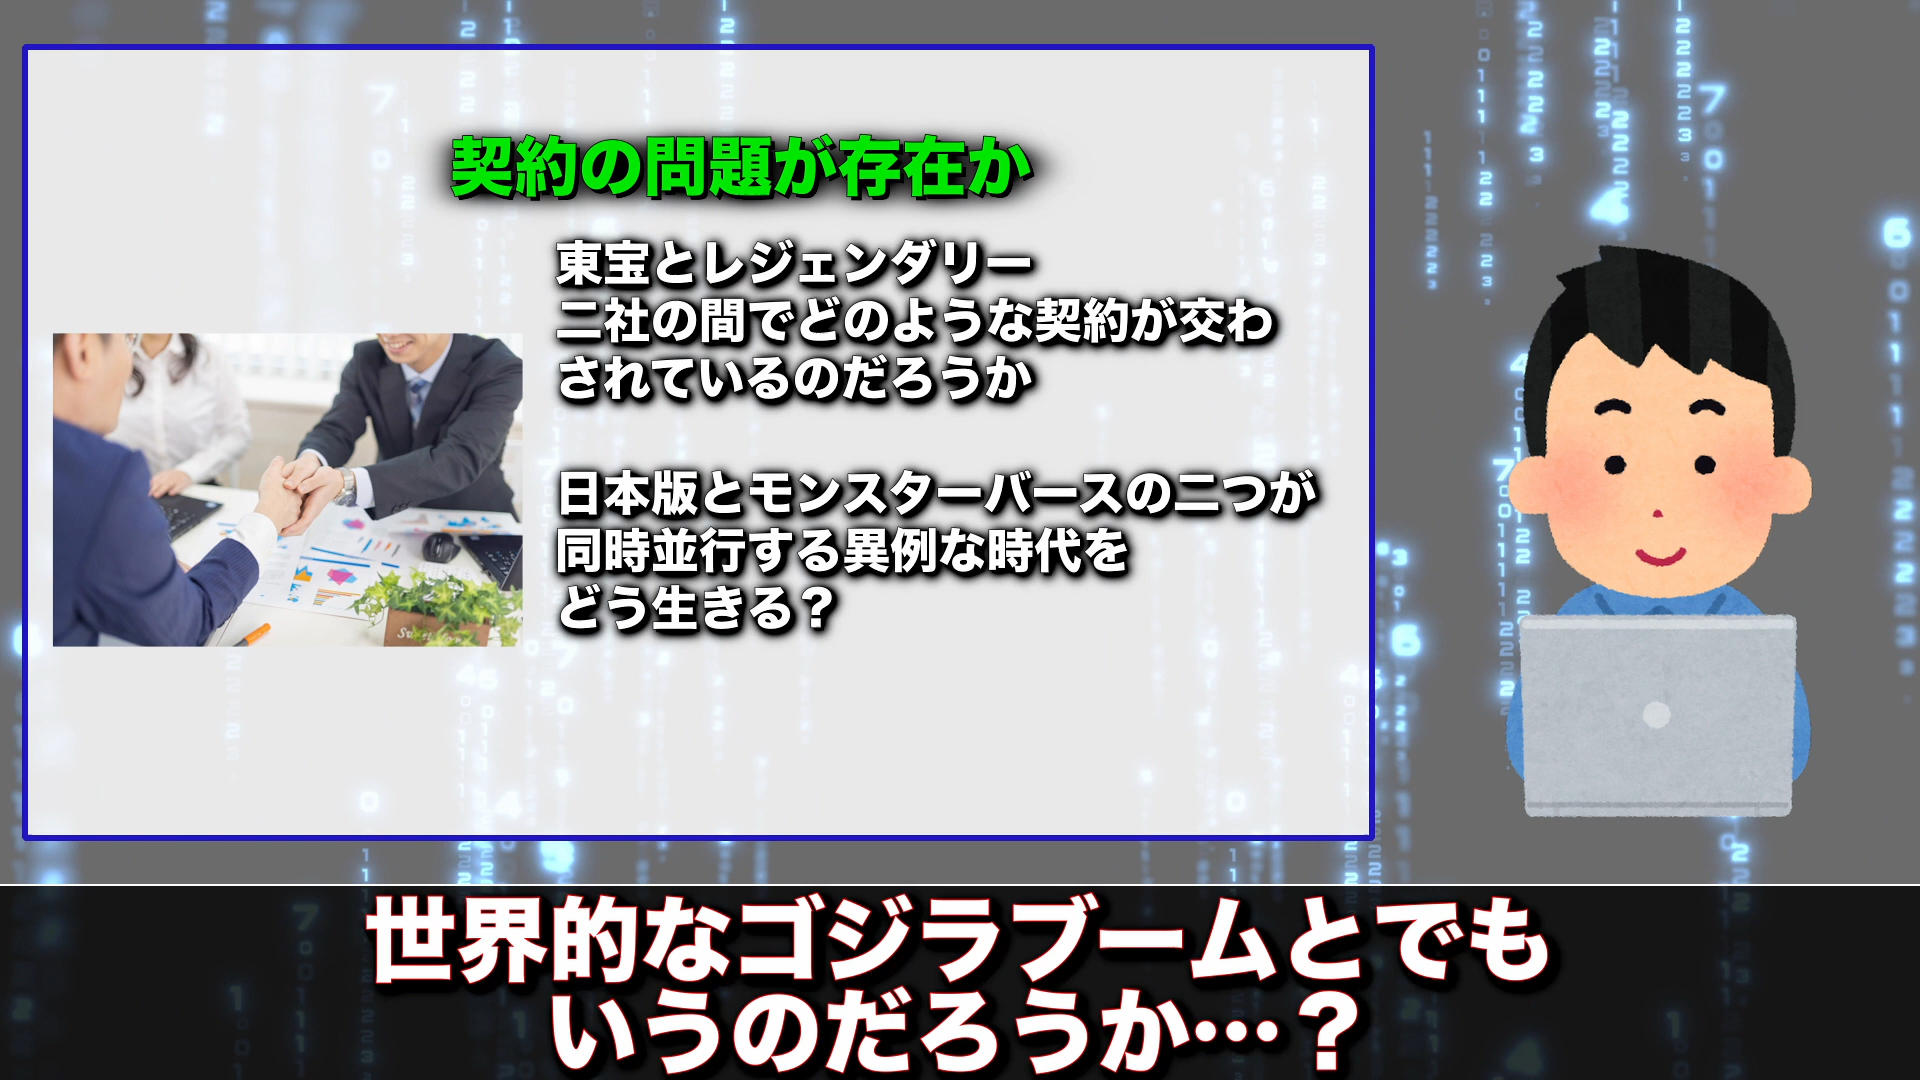 契約の問題が存在か
東宝とレジェンダリー
二社の間でどのような契約が交わ
されているのだろうか
日本版とモンスターバースの二つが
同時並行する異例な時代を
どう生きる？
世界的なゴジラブームとでも
いうのだろうか…？